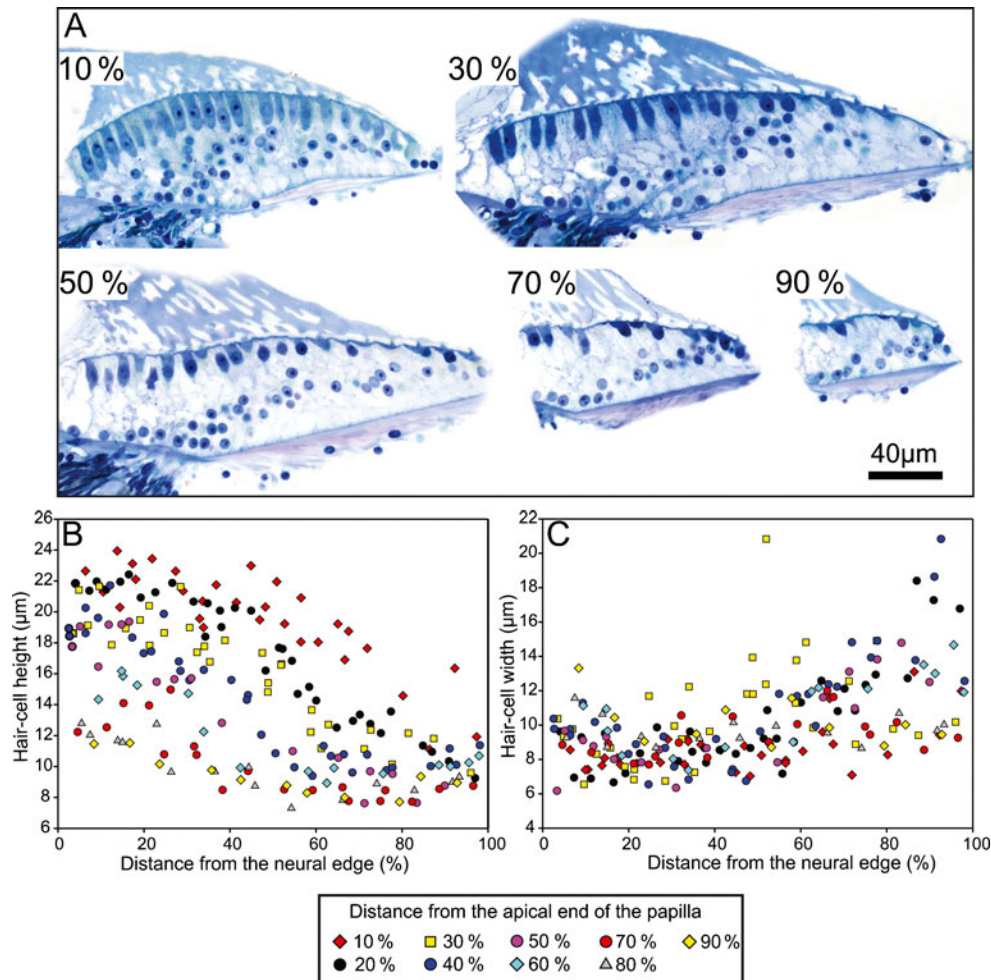 A
10 %
30 %
50 %
70 %
90 %
40µm
B
26
24
22
20
18
16
14
12
10
8
6
Hair-cell height (µm)
0 20 40 60 80 100
Distance from the neural edge (%)
C
22
20
18
16
14
12
10
8
6
4
Hair-cell width (µm)
0 20 40 60 80 100
Distance from the neural edge (%)
Distance from the apical end of the papilla
10 % 30 % 50 % 70 % 90 %
20 % 40 % 60 % 80 %